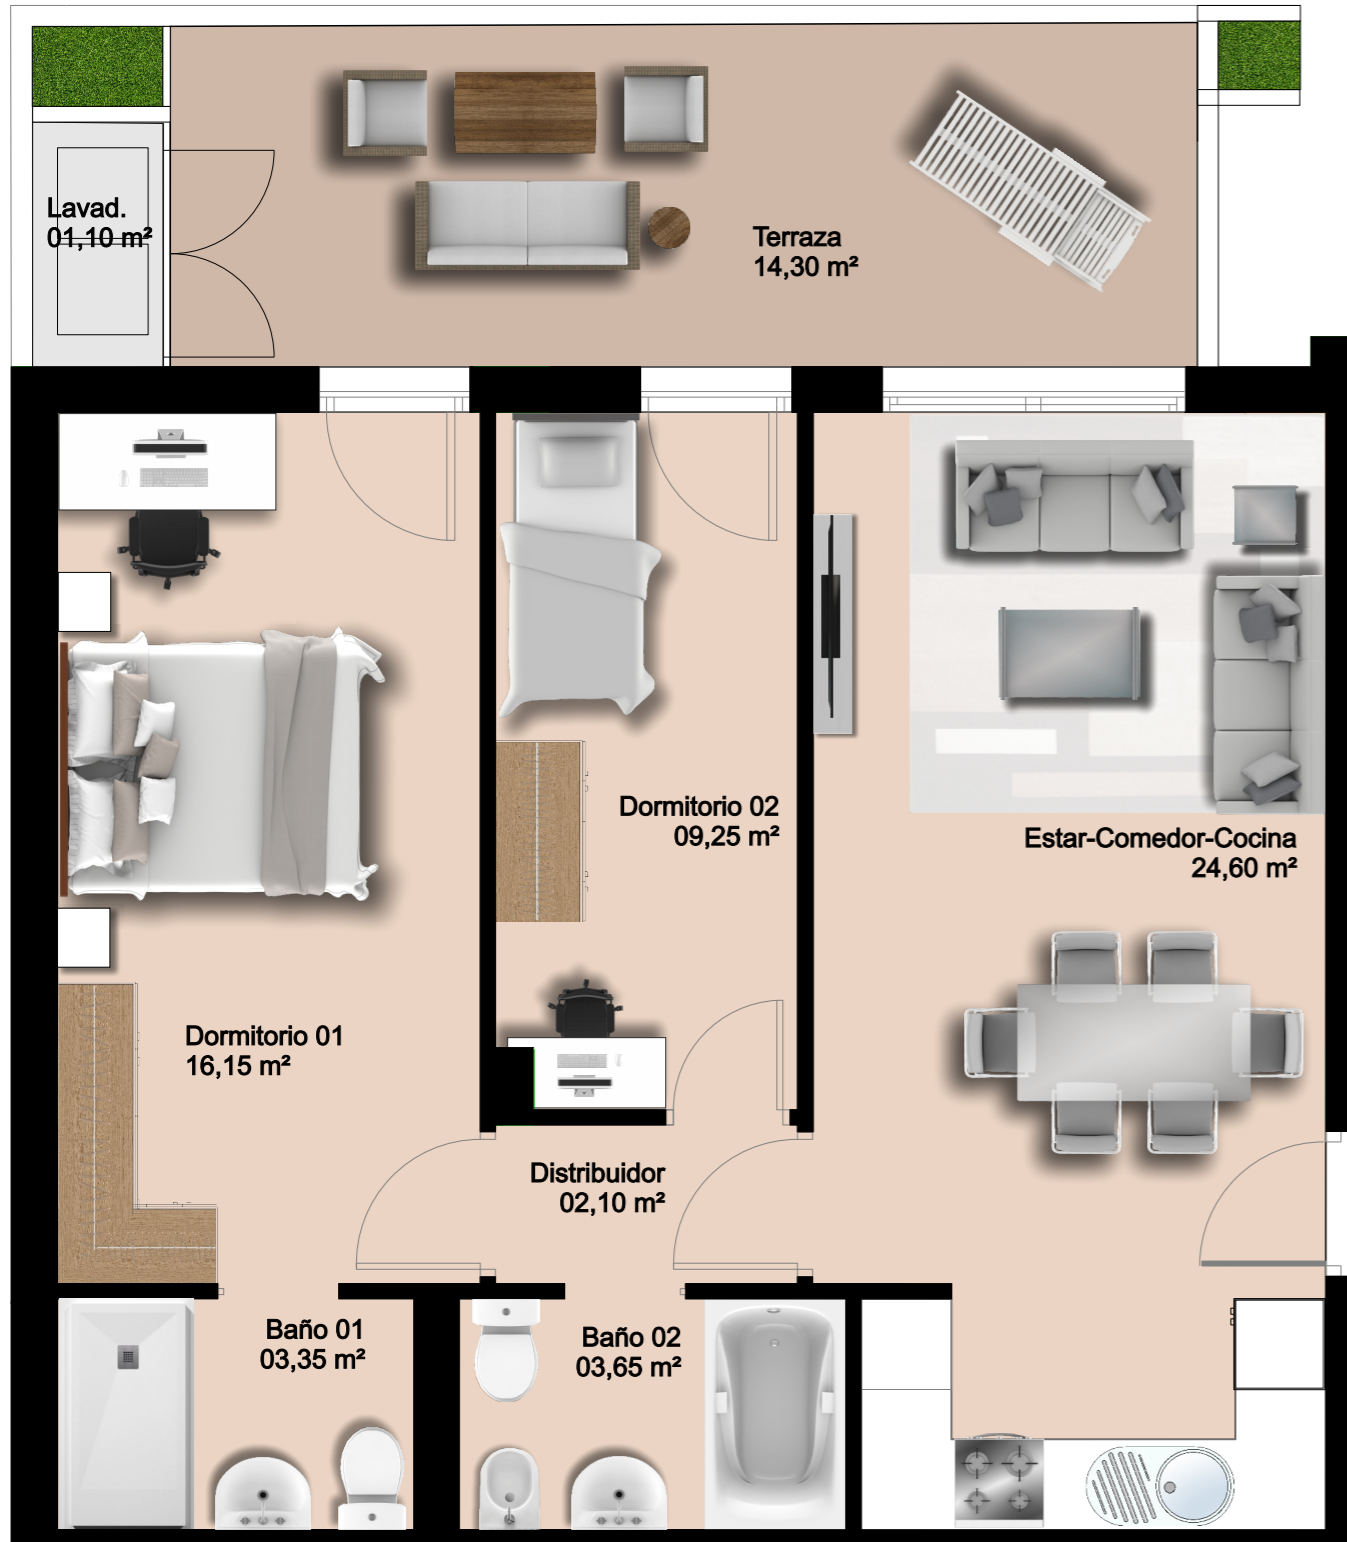 Lavad.
01,10 m²
Terraza
14,30 m²
Dormitorio 02
09,25 m²
Estar-Comedor-Cocina
24,60 m²
Dormitorio 01
16,15 m²
Distribuidor
02,10 m²
Baño 01
03,35 m²
Baño 02
03,65 m²